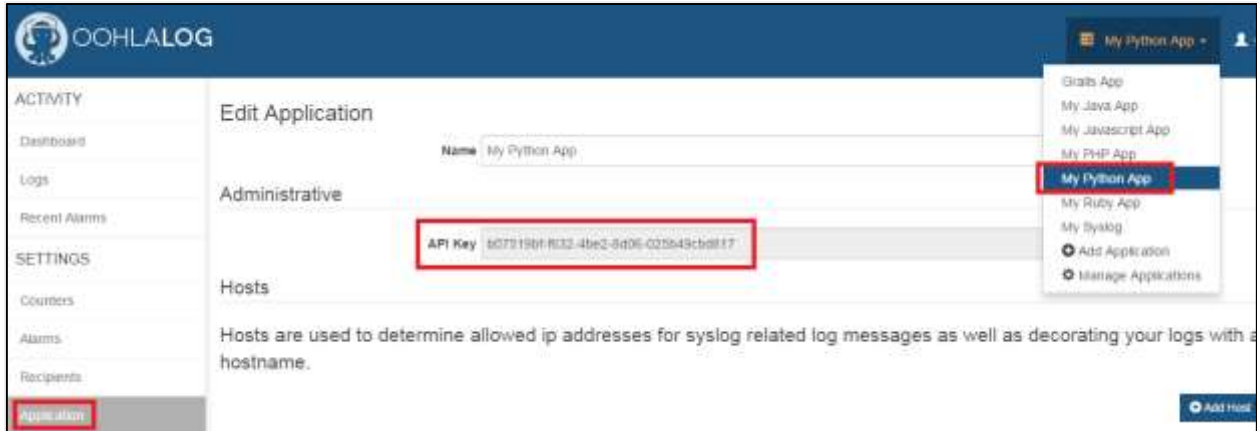 OOHLALOG
My Python App
ACTIVITY
Dashboard
Logs
Recent Alarms
SETTINGS
Counters
Alarms
Recipients
Application
Edit Application
Name My Python App
Administrative
API Key
Hosts
Hosts are used to determine allowed ip addresses for syslog related log messages as well as decorating your logs with a
hostname.
Add Host
Grails App
My Java App
My Javascript App
My PHP App
My Python App
My Ruby App
My Syslog
Add Application
Manage Applications